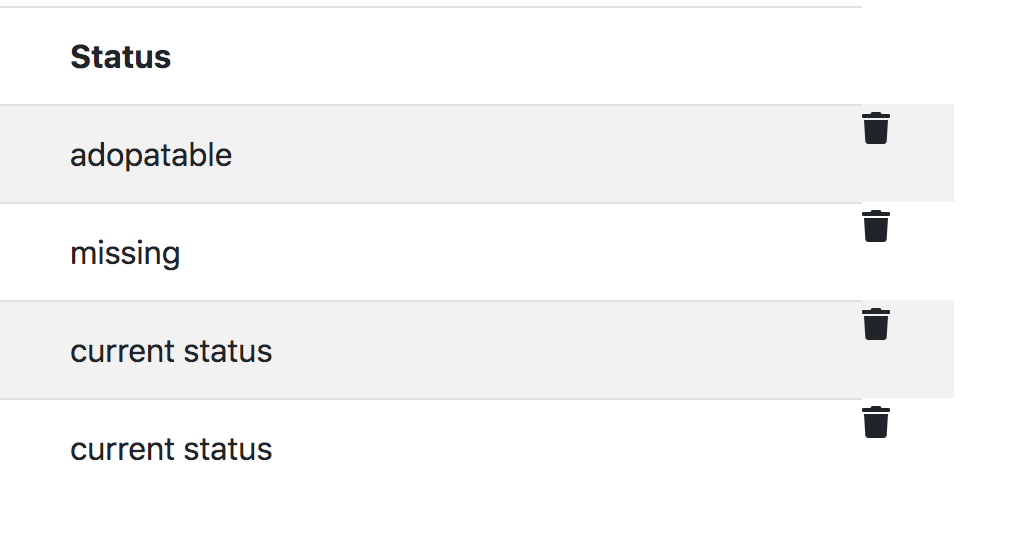 Status
adopatable
missing
current status
current status